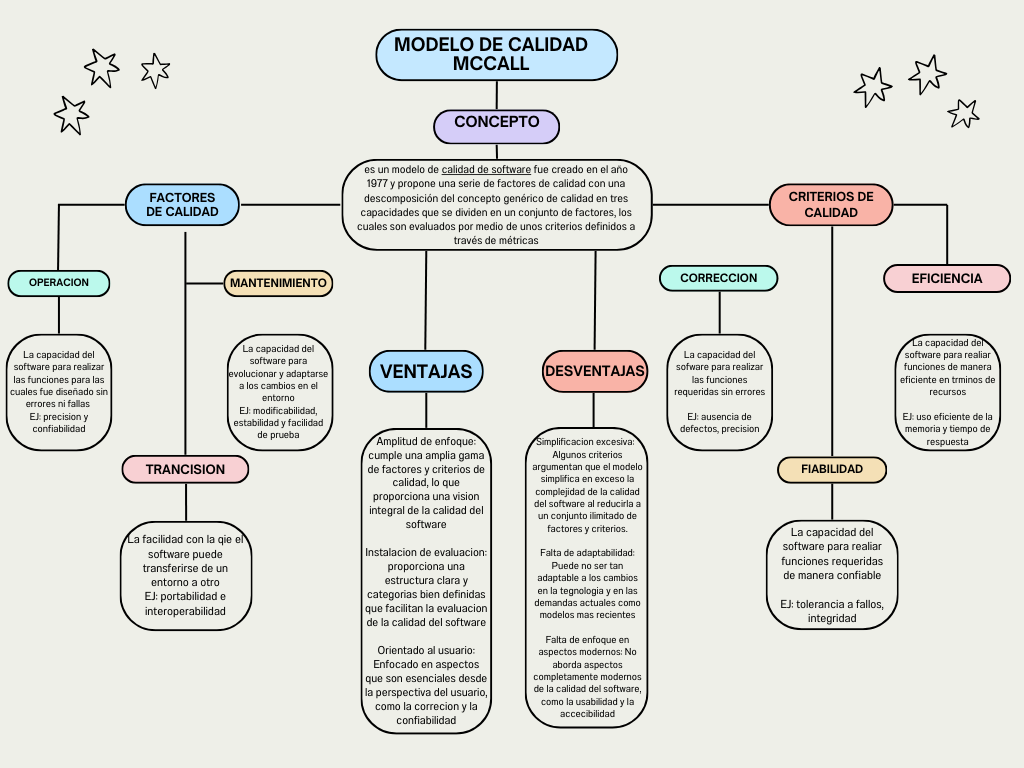 MODELO DE CALIDAD
MCCALL
CONCEPTO
es un modelo de calidad de software fue creado en el año
1977 y propone una serie de factores de calidad con una
descomposición del concepto genérico de calidad en tres
capacidades que se dividen en un conjunto de factores, los
cuales son evaluados por medio de unos criterios definidos a
través de métricas
FACTORES
DE CALIDAD
OPERACION
La capacidad del
software para realizar
las funciones para las
cuales fue diseñado sin
errores ni fallas
EJ: precision y
confiabilidad
MANTENIMIENTO
La capacidad del
software para
evolucionar y adaptarse
a los cambios en el
entorno
EJ: modificabilidad,
estabilidad y facilidad
de prueba
TRANCISION
La facilidad con la qie el
software puede
transferirse de un
entorno a otro
EJ: portabilidad e
interoperabilidad
VENTAJAS
Amplitud de enfoque:
cumple una amplia gama
de factores y criterios de
calidad, lo que
proporciona una vision
integral de la calidad del
software
Instalacion de evaluacion:
proporciona una
estructura clara y
categorias bien definidas
que facilitan la evaluacion
de la calidad del software
Orientado al usuario:
Enfocado en aspectos
que son esenciales desde
la perspectiva del usuario,
como la correcion y la
confiabilidad
DESVENTAJAS
Simplificacion excesiva:
Algunos criterios
argumentan que el modelo
simplifica en exceso la
complejidad de la calidad
del software al reducirla a
un conjunto ilimitado de
factores y criterios.
Falta de adaptabilidad:
Puede no ser tan
adaptable a los cambios
en la tegnologia y en las
demandas actuales como
modelos mas recientes
Falta de enfoque en
aspectos modernos: No
aborda aspectos
completamente modernos
de la calidad del software,
como la usabilidad y la
accecibilidad
CRITERIOS DE
CALIDAD
CORRECCION
La capacidad del
sofware para realizar
las funciones
requeridas sin errores
EJ: ausencia de
defectos, precision
EFICIENCIA
La capacidad del
software para realiar
funciones de manera
eficiente en trminos de
recursos
EJ: uso eficiente de la
memoria y tiempo de
respuesta
FIABILIDAD
La capacidad del
software para realiar
funciones requeridas
de manera confiable
EJ: tolerancia a fallos,
integridad